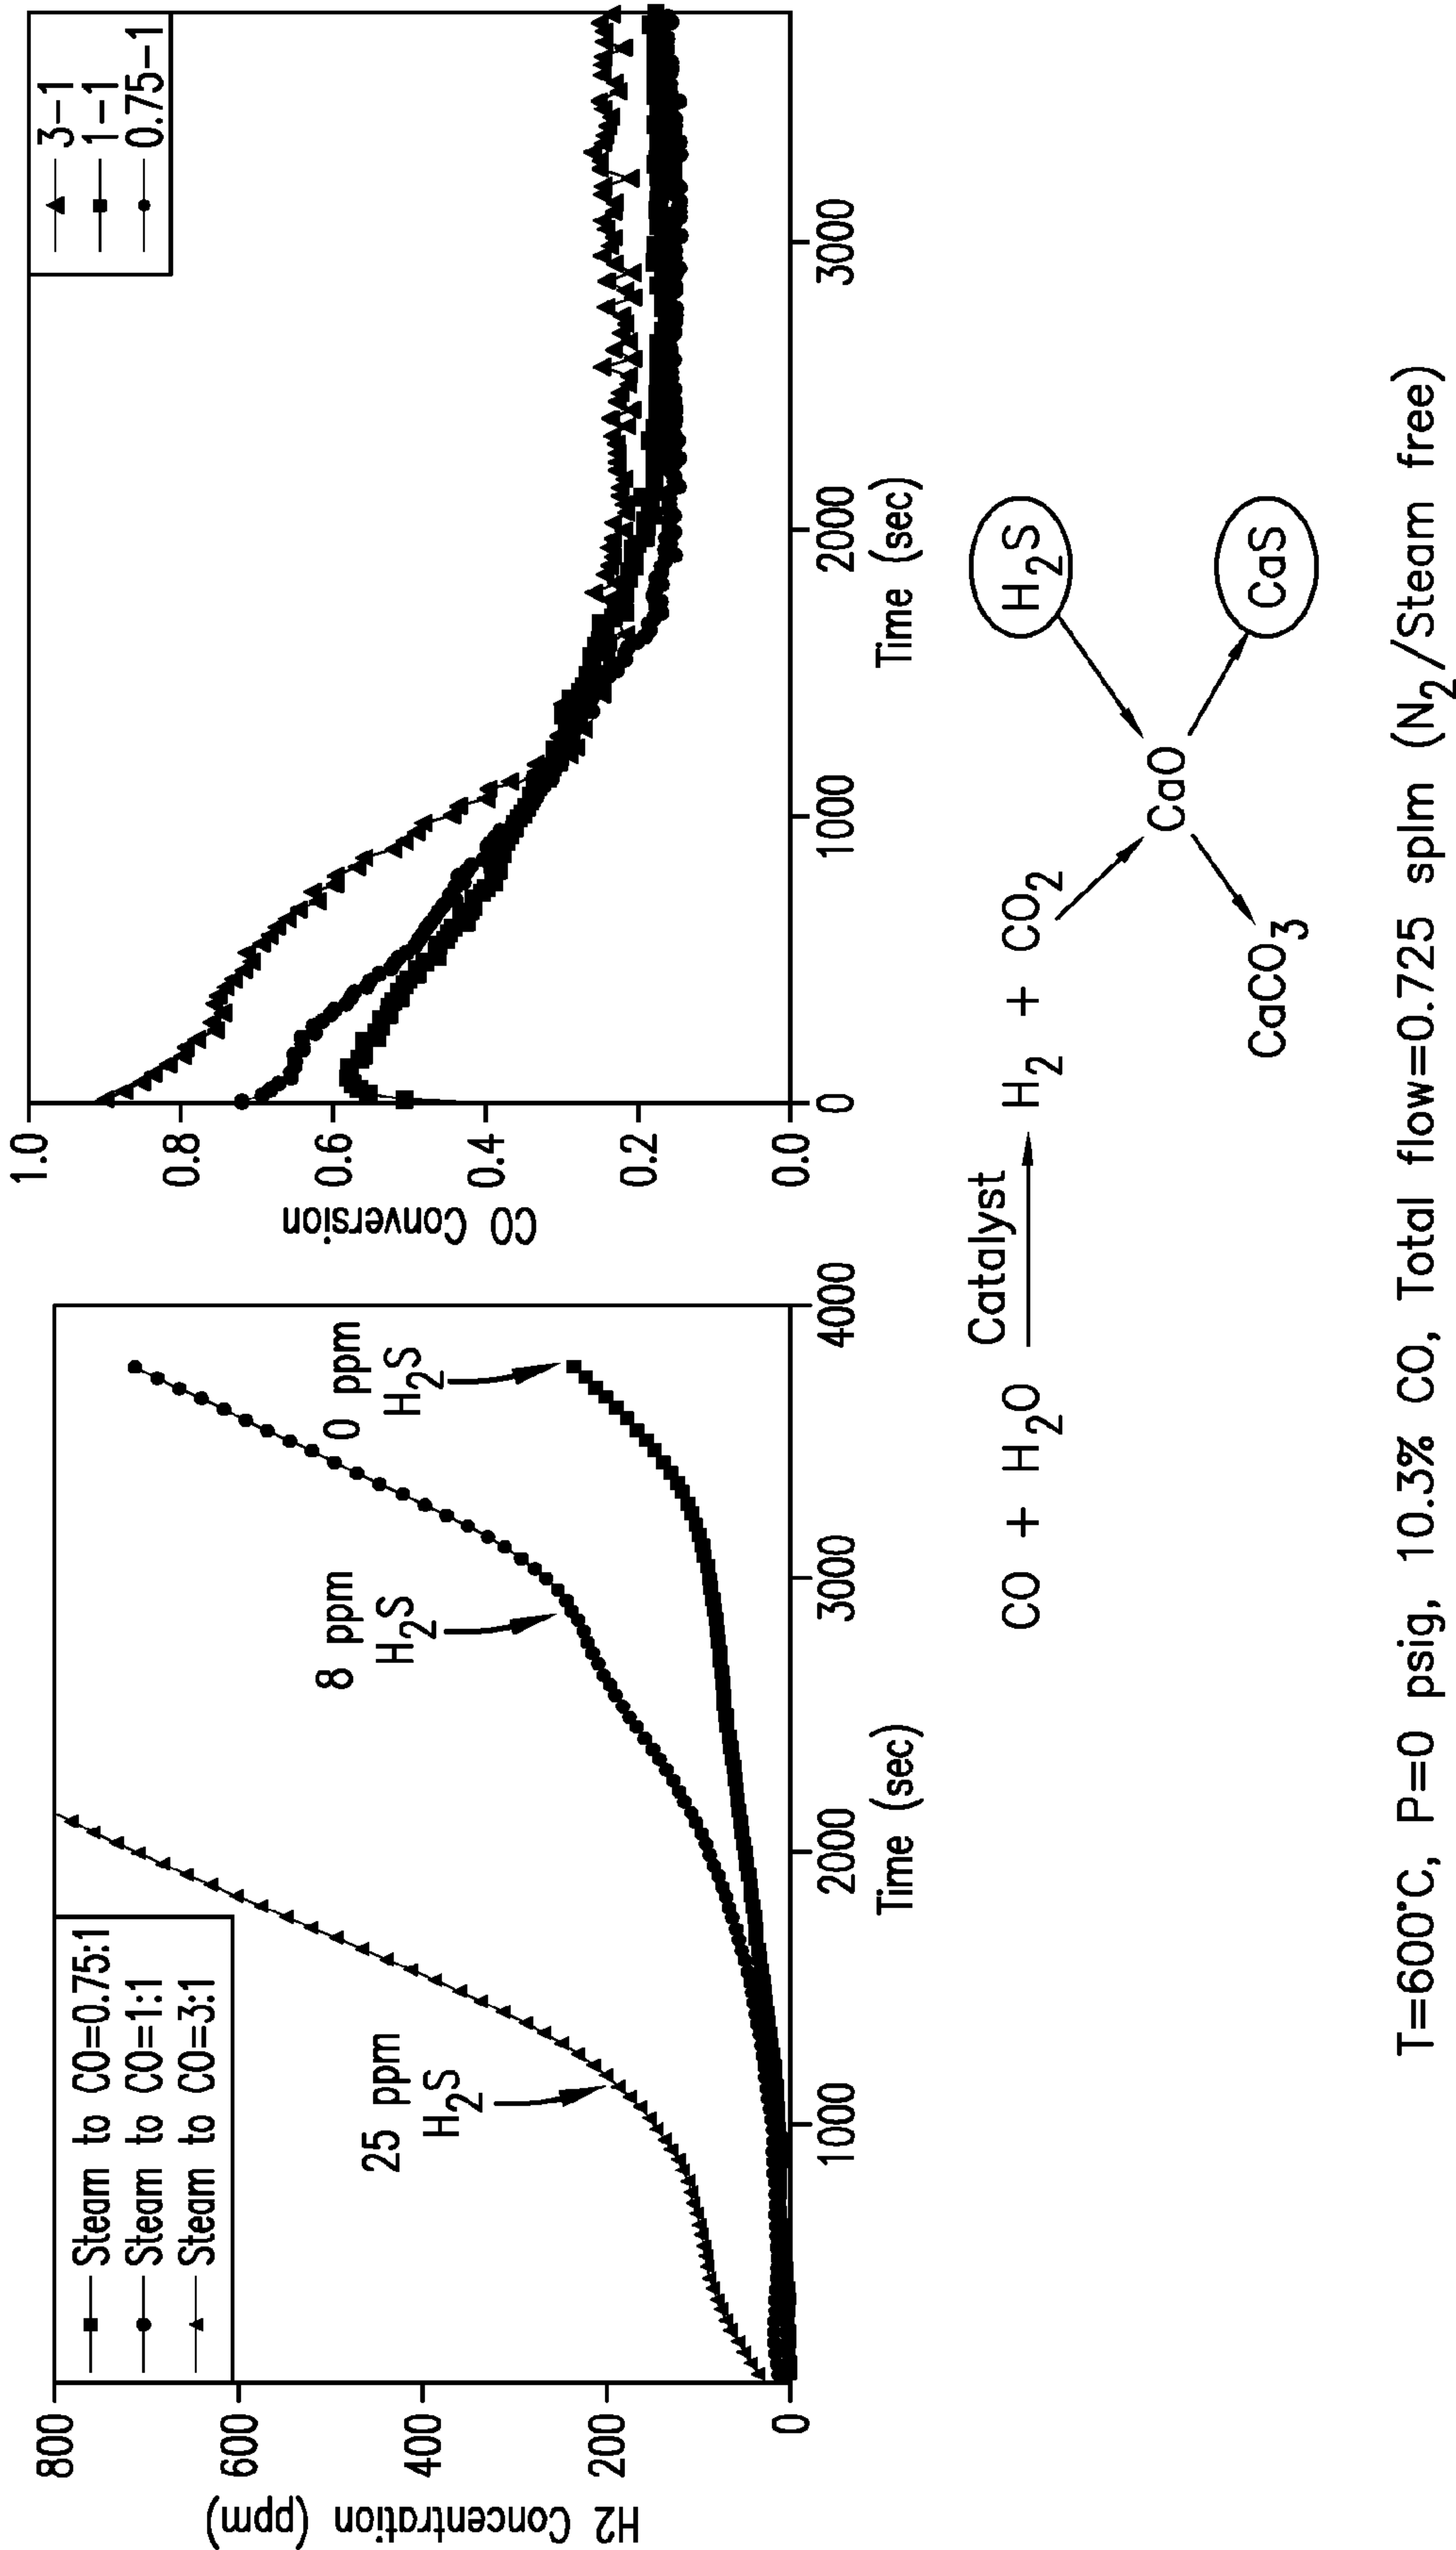 H2 Concentration (ppm)
800
600
400
200
0
Steam to CO=0.75:1
Steam to CO=1:1
Steam to CO=3:1
25 ppm
H₂S
8 ppm
H₂S
0 ppm
H₂S
1000
2000
3000
4000
Time (sec)
CO Conversion
1.0
0.8
0.6
0.4
0.2
0.0
3-1
1-1
0.75-1
0
1000
2000
3000
Time (sec)
CO + H₂O Catalyst H₂ + CO₂
H₂S
CaO
CaCO₃
CaS
T=600°C, P=0 psig, 10.3% CO, Total flow=0.725 splm (N₂/Steam free)